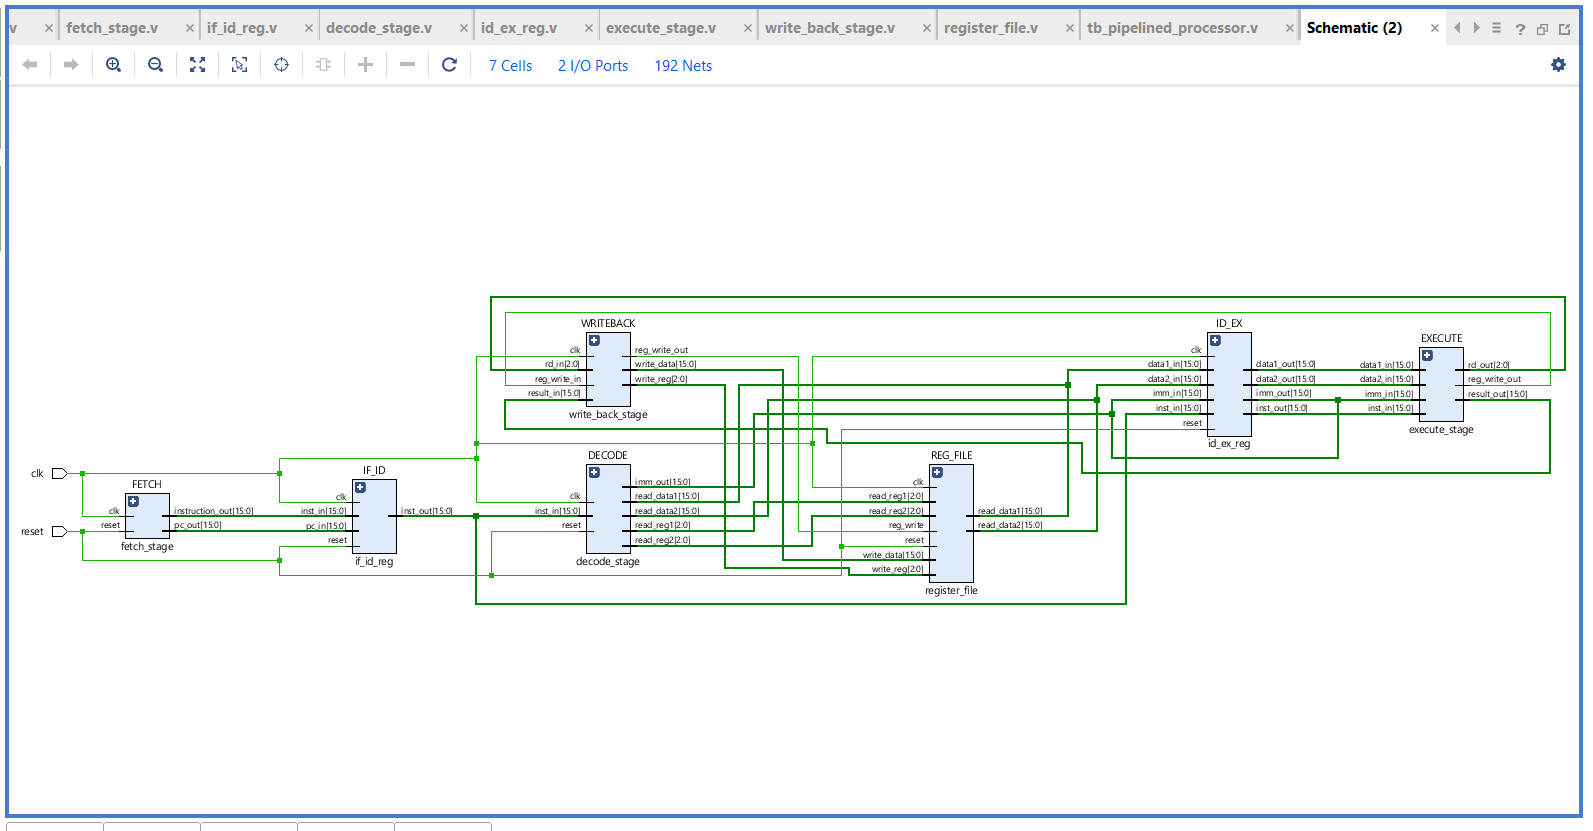 v fetch_stage.v if_id_reg.v decode_stage.v id_ex_reg.v execute_stage.v write_back_stage.v register_file.v tb_pipelined_processor.v Schematic (2)
7 Cells 2 I/O Ports 192 Nets
clk
reset
FETCH
clk
reset
instruction_out[15:0]
pc_out[15:0]
fetch_stage
IF_ID
clk
inst_in[15:0]
pc_in[15:0]
reset
inst_out[15:0]
if_id_reg
WRITEBACK
clk
rd_in[2:0]
reg_write_in
result_in[15:0]
reg_write_out
write_data[15:0]
write_reg[2:0]
write_back_stage
DECODE
clk
inst_in[15:0]
reset
imm_out[15:0]
read_data1[15:0]
read_data2[15:0]
read_reg1[2:0]
read_reg2[2:0]
decode_stage
REG_FILE
clk
read_reg1[2:0]
read_reg2[2:0]
reg_write
reset
write_data[15:0]
write_reg[2:0]
read_data1[15:0]
read_data2[15:0]
register_file
ID_EX
clk
data1_in[15:0]
data2_in[15:0]
imm_in[15:0]
inst_in[15:0]
reset
data1_out[15:0]
data2_out[15:0]
imm_out[15:0]
inst_out[15:0]
id_ex_reg
EXECUTE
data1_in[15:0]
data2_in[15:0]
imm_in[15:0]
inst_in[15:0]
rd_out[2:0]
reg_write_out
result_out[15:0]
execute_stage